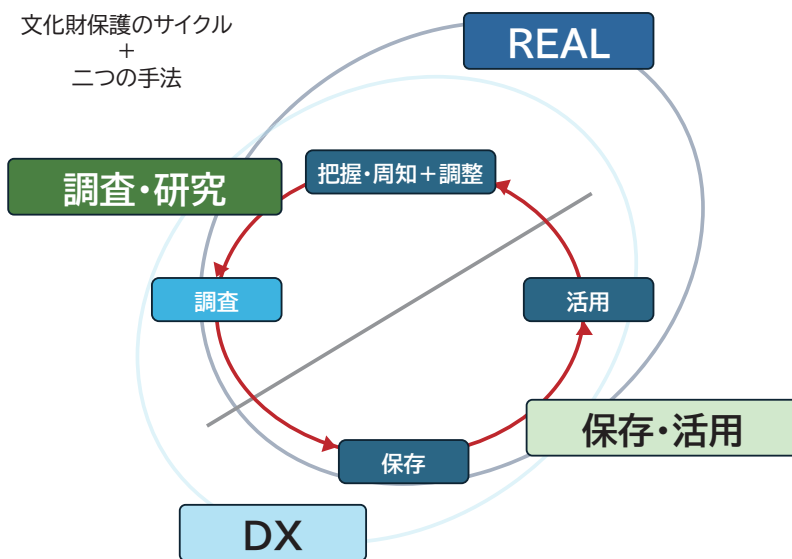 文化財保護のサイクル
+
二つの手法
REAL
調査・研究
把握・周知＋調整
調査
活用
保存・活用
保存
DX